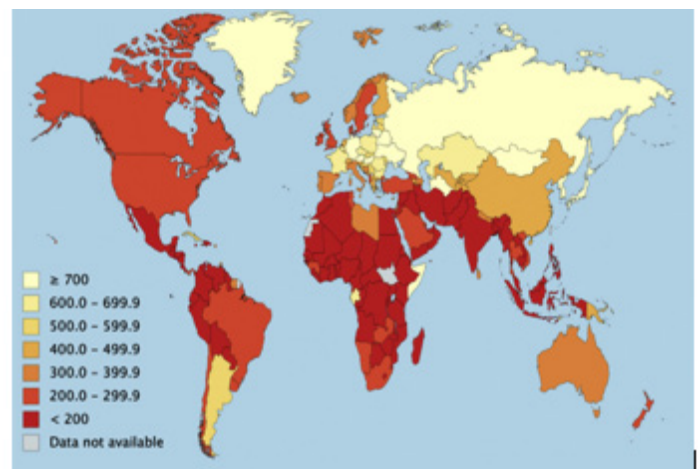 ≥ 700
600.0 – 699.9
500.0 – 599.9
400.0 – 499.9
300.0 – 399.9
200.0 – 299.9
< 200
Data not available